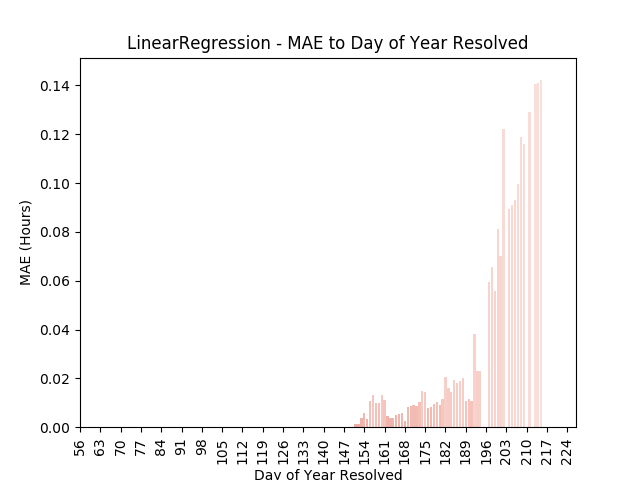 LinearRegression - MAE to Day of Year Resolved
0.14
0.12
0.10
0.08
0.06
0.04
0.02
0.00
MAE (Hours)
56 63 70 77 84 91 98 105 112 119 126 133 140 147 154 161 168 175 182 189 196 203 210 217 224
Day of Year Resolved